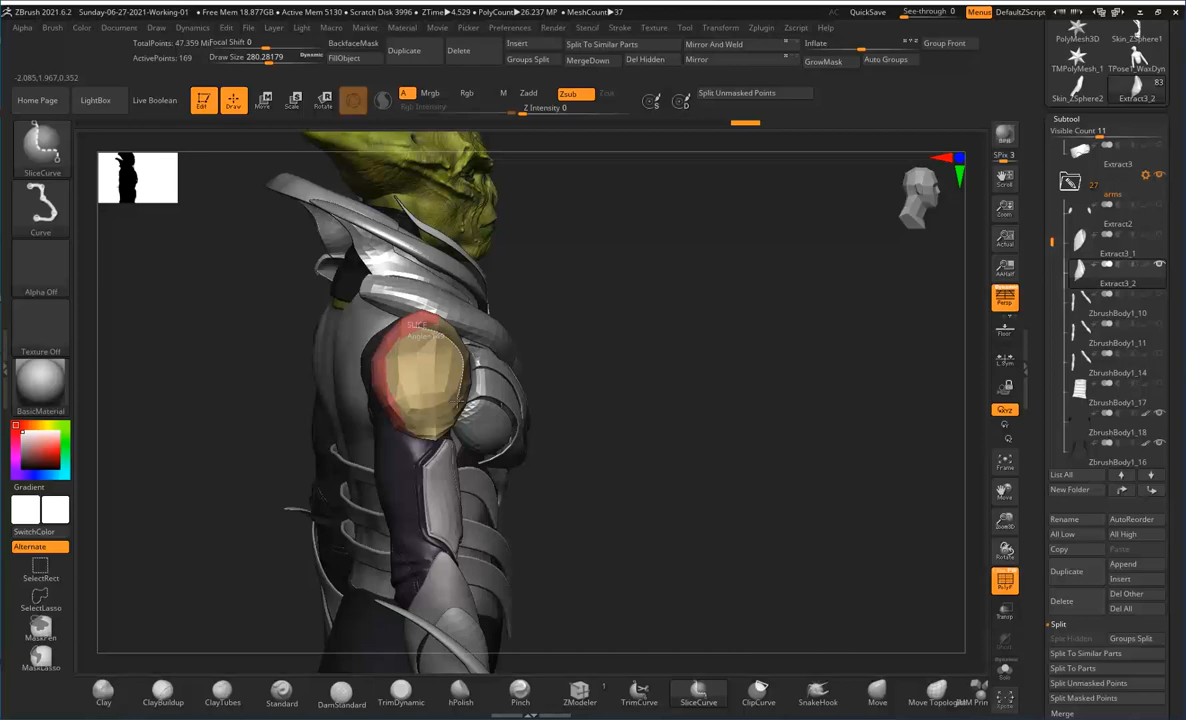 ZBrush 2021.6.2
Sunday-06-27-2021-Working-01
• Free Mem 18.877GB • Active Mem 5130 • Scratch Disk 3996 • ZTime▶4.529 • PolyCount▶26.237 MP • MeshCount▶37
AC
QuickSave
See-through 0
Menus
DefaultZScript
Alpha
Brush
Color
Document
Draw
Dynamics
Edit
File
Layer
Light
Macro
Marker
Material
Movie
Picker
Preferences
Render
Stencil
Stroke
Texture
Tool
Transform
Zplugin
Zscript
Help
TotalPoints: 47.359 Mi
Focal Shift 0
BackfaceMask
Duplicate
Delete
Insert
Split To Similar Parts
Mirror And Weld
Inflate
Group Front
ActivePoints: 169
Draw Size 280.28179
Dynamic
FillObject
Groups Split
MergeDown
Del Hidden
Mirror
GrowMask
Auto Groups
-2.085,1.967,0.352
Home Page
LightBox
Live Boolean
Edit
Draw
Move
Scale
Rotate
A
Mrgb
Rgb
M
Zadd
Zsub
Rgb Intensity
Z Intensity 0
Split Unmasked Points
SliceCurve
Curve
Alpha Off
Texture Off
BasicMaterial
Gradient
SwitchColor
Alternate
SelectRect
SelectLasso
MaskPen
MaskLasso
SLICE
BPR
SPix 3
Scroll
Zoom
Actual
AAHalf
Dynamic
Persp
Floor
L.Sym
XYZ
Frame
Move
Zoom3D
Rotate
PolyF
Transp
Dynamic
Solo
PolyMesh3D
Skin_ZSphere1
TMPolyMesh_1
TPose1_WaxDyn
83
Skin_ZSphere2
Extract3_2
Subtool
Visible Count 11
Extract3
27
arms
Extract2
Extract3_1
Extract3_2
ZbrushBody1_10
ZbrushBody1_11
ZbrushBody1_14
ZbrushBody1_17
ZbrushBody1_18
ZbrushBody1_16
List All
New Folder
Rename
AutoReorder
All Low
All High
Copy
Paste
Duplicate
Append
Insert
Delete
Del Other
Del All
Split
Split Hidden
Groups Split
Split To Similar Parts
Split To Parts
Split Unmasked Points
Split Masked Points
Merge
Clay
ClayBuildup
ClayTubes
Standard
DamStandard
TrimDynamic
hPolish
Pinch
1
ZModeler
TrimCurve
SliceCurve
ClipCurve
SnakeHook
Move
Move Topolog